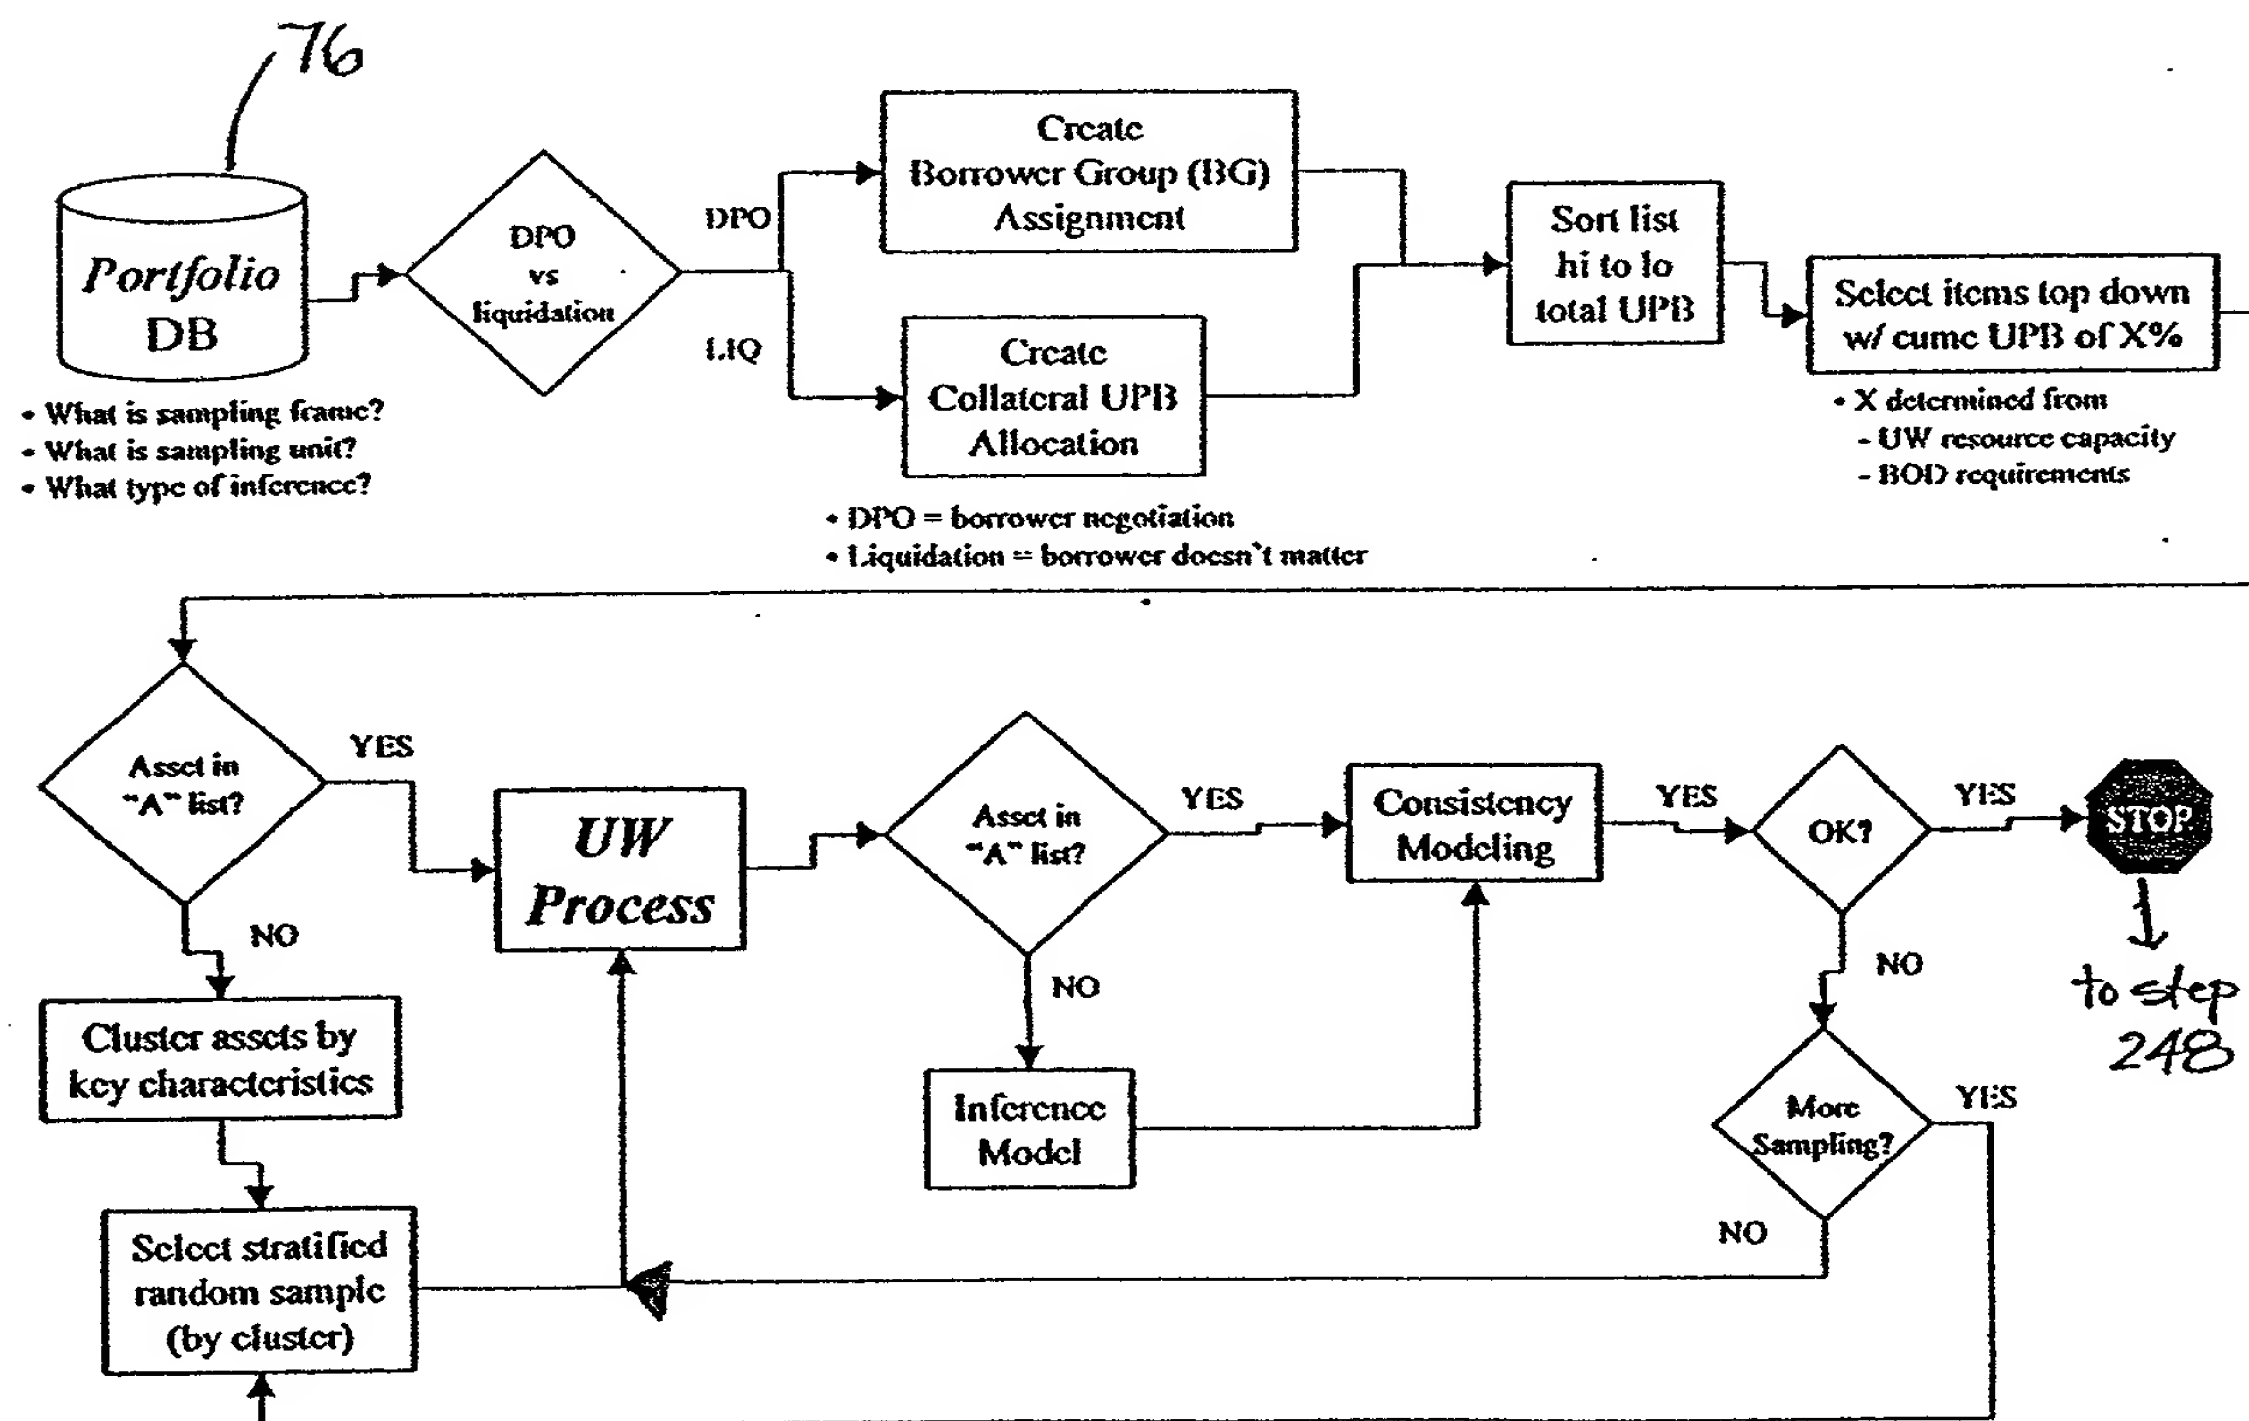 76
Portfolio
DB
• What is sampling frame?
• What is sampling unit?
• What type of inference?
DPO
vs
liquidation
DPO
LIQ
Create
Borrower Group (BG)
Assignment
Create
Collateral UPB
Allocation
• DPO = borrower negotiation
• Liquidation = borrower doesn't matter
Sort list
hi to lo
total UPB
Select items top down
w/ cume UPB of X%
• X determined from
- UW resource capacity
- BOD requirements
Asset in
"A" list?
YES
NO
Cluster assets by
key characteristics
Select stratified
random sample
(by cluster)
UW
Process
Asset in
"A" list?
YES
NO
Inference
Model
Consistency
Modeling
YES
OK?
YES
NO
STOP
to step
248
More
Sampling?
YES
NO